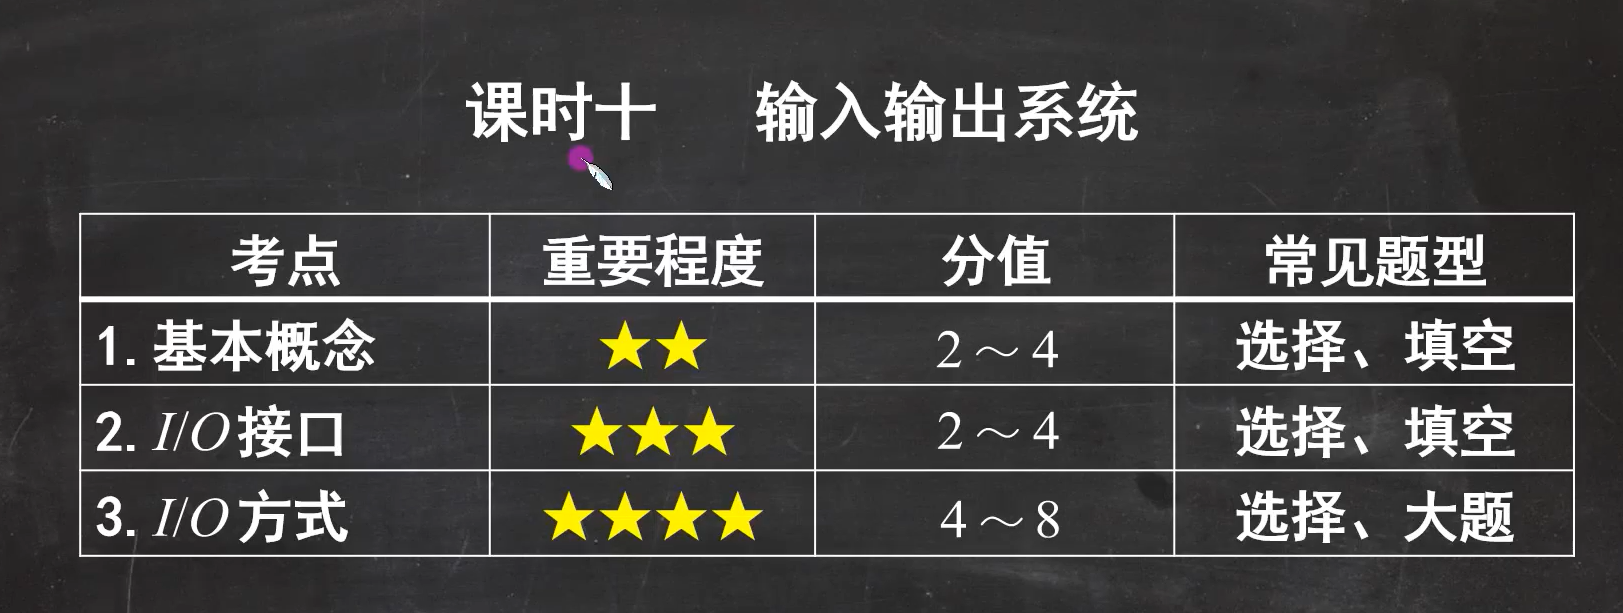 课时十 输入输出系统
考点 重要程度 分值 常见题型
1.基本概念 ★★ 2～4 选择、填空
2.I/O接口 ★★★ 2～4 选择、填空
3.I/O方式 ★★★★ 4～8 选择、大题